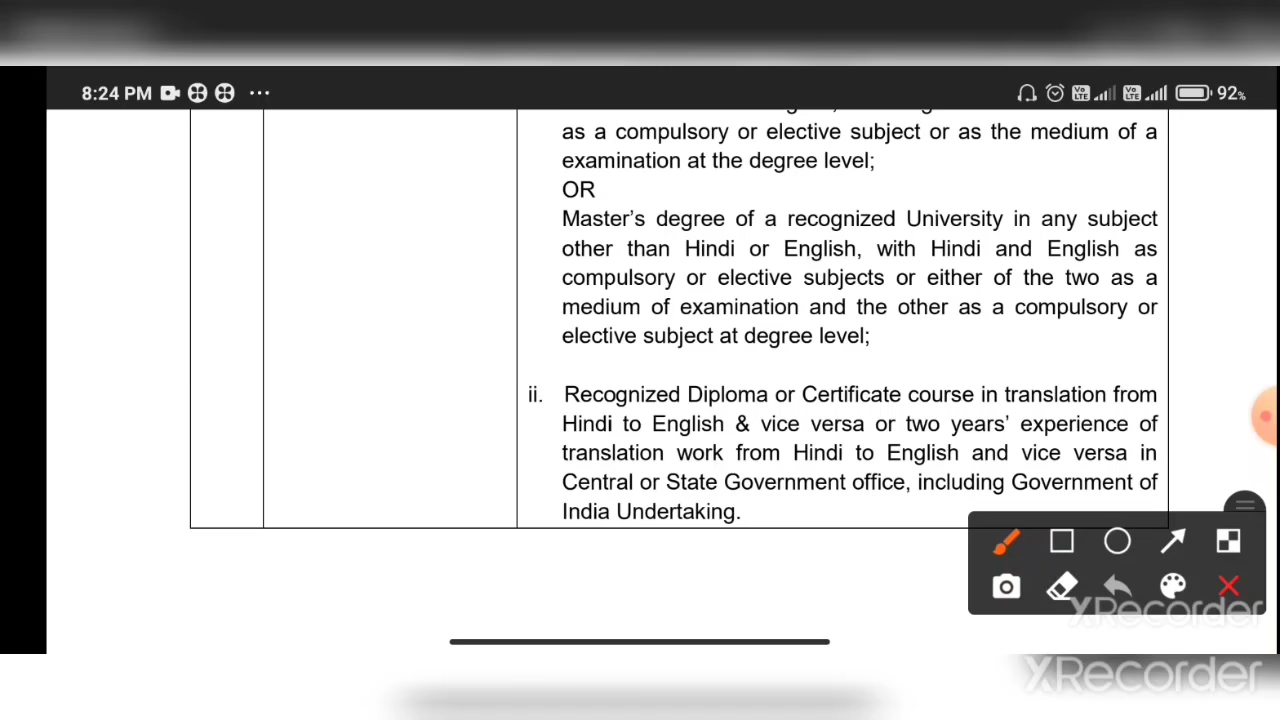 8:24 PM ...
92%
as a compulsory or elective subject or as the medium of a
examination at the degree level;
OR
Master's degree of a recognized University in any subject
other than Hindi or English, with Hindi and English as
compulsory or elective subjects or either of the two as a
medium of examination and the other as a compulsory or
elective subject at degree level;
ii. Recognized Diploma or Certificate course in translation from
Hindi to English & vice versa or two years' experience of
translation work from Hindi to English and vice versa in
Central or State Government office, including Government of
India Undertaking.
XRecorder
XRecorder